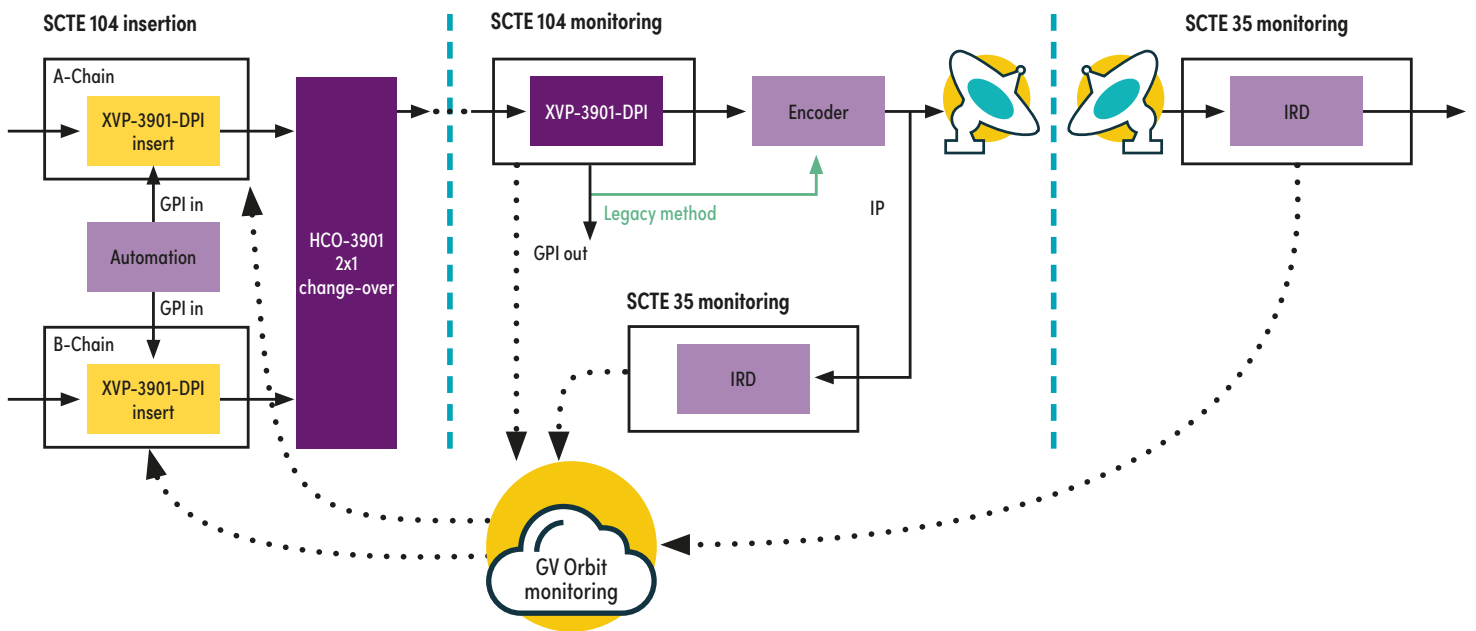 SCTE 104 insertion
A-Chain
XVP-3901-DPI
insert
GPI in
Automation
GPI in
B-Chain
XVP-3901-DPI
insert
HCO-3901
2x1
change-over
SCTE 104 monitoring
XVP-3901-DPI
Encoder
Legacy method
GPI out
IP
SCTE 35 monitoring
IRD
SCTE 35 monitoring
IRD
GV Orbit
monitoring